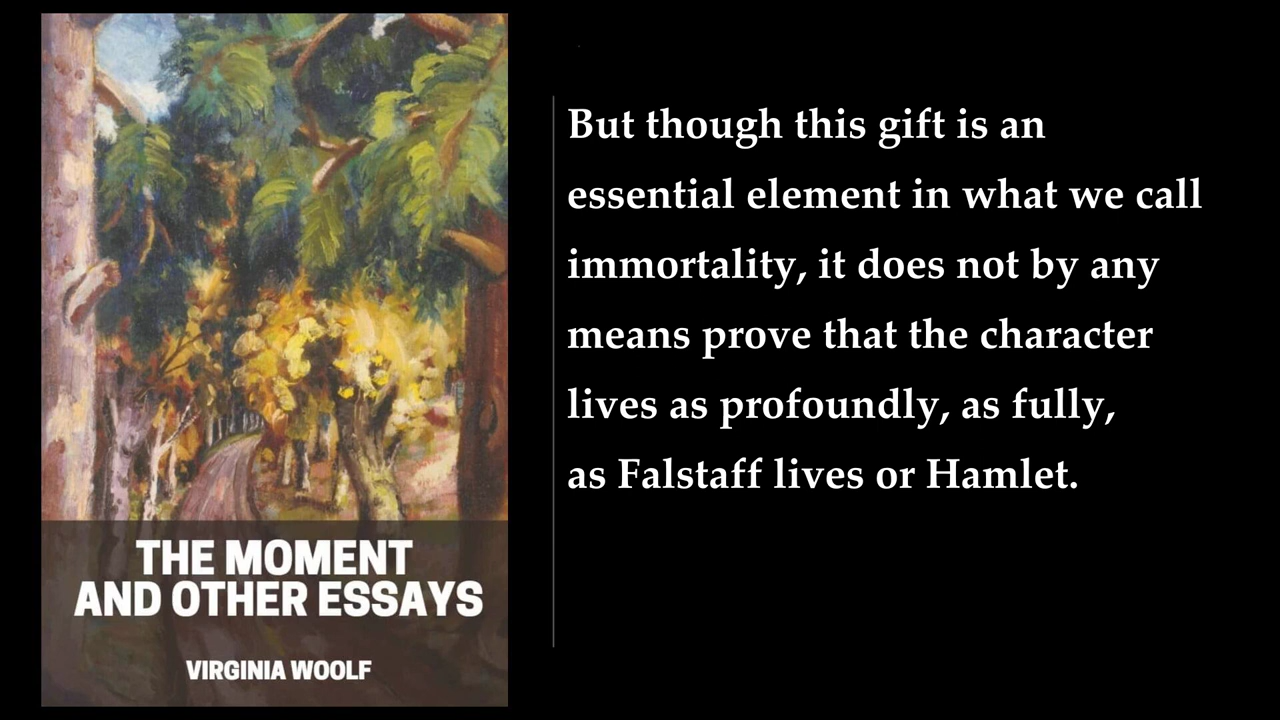 THE MOMENT
AND OTHER ESSAYS
VIRGINIA WOOLF
But though this gift is an
essential element in what we call
immortality, it does not by any
means prove that the character
lives as profoundly, as fully,
as Falstaff lives or Hamlet.